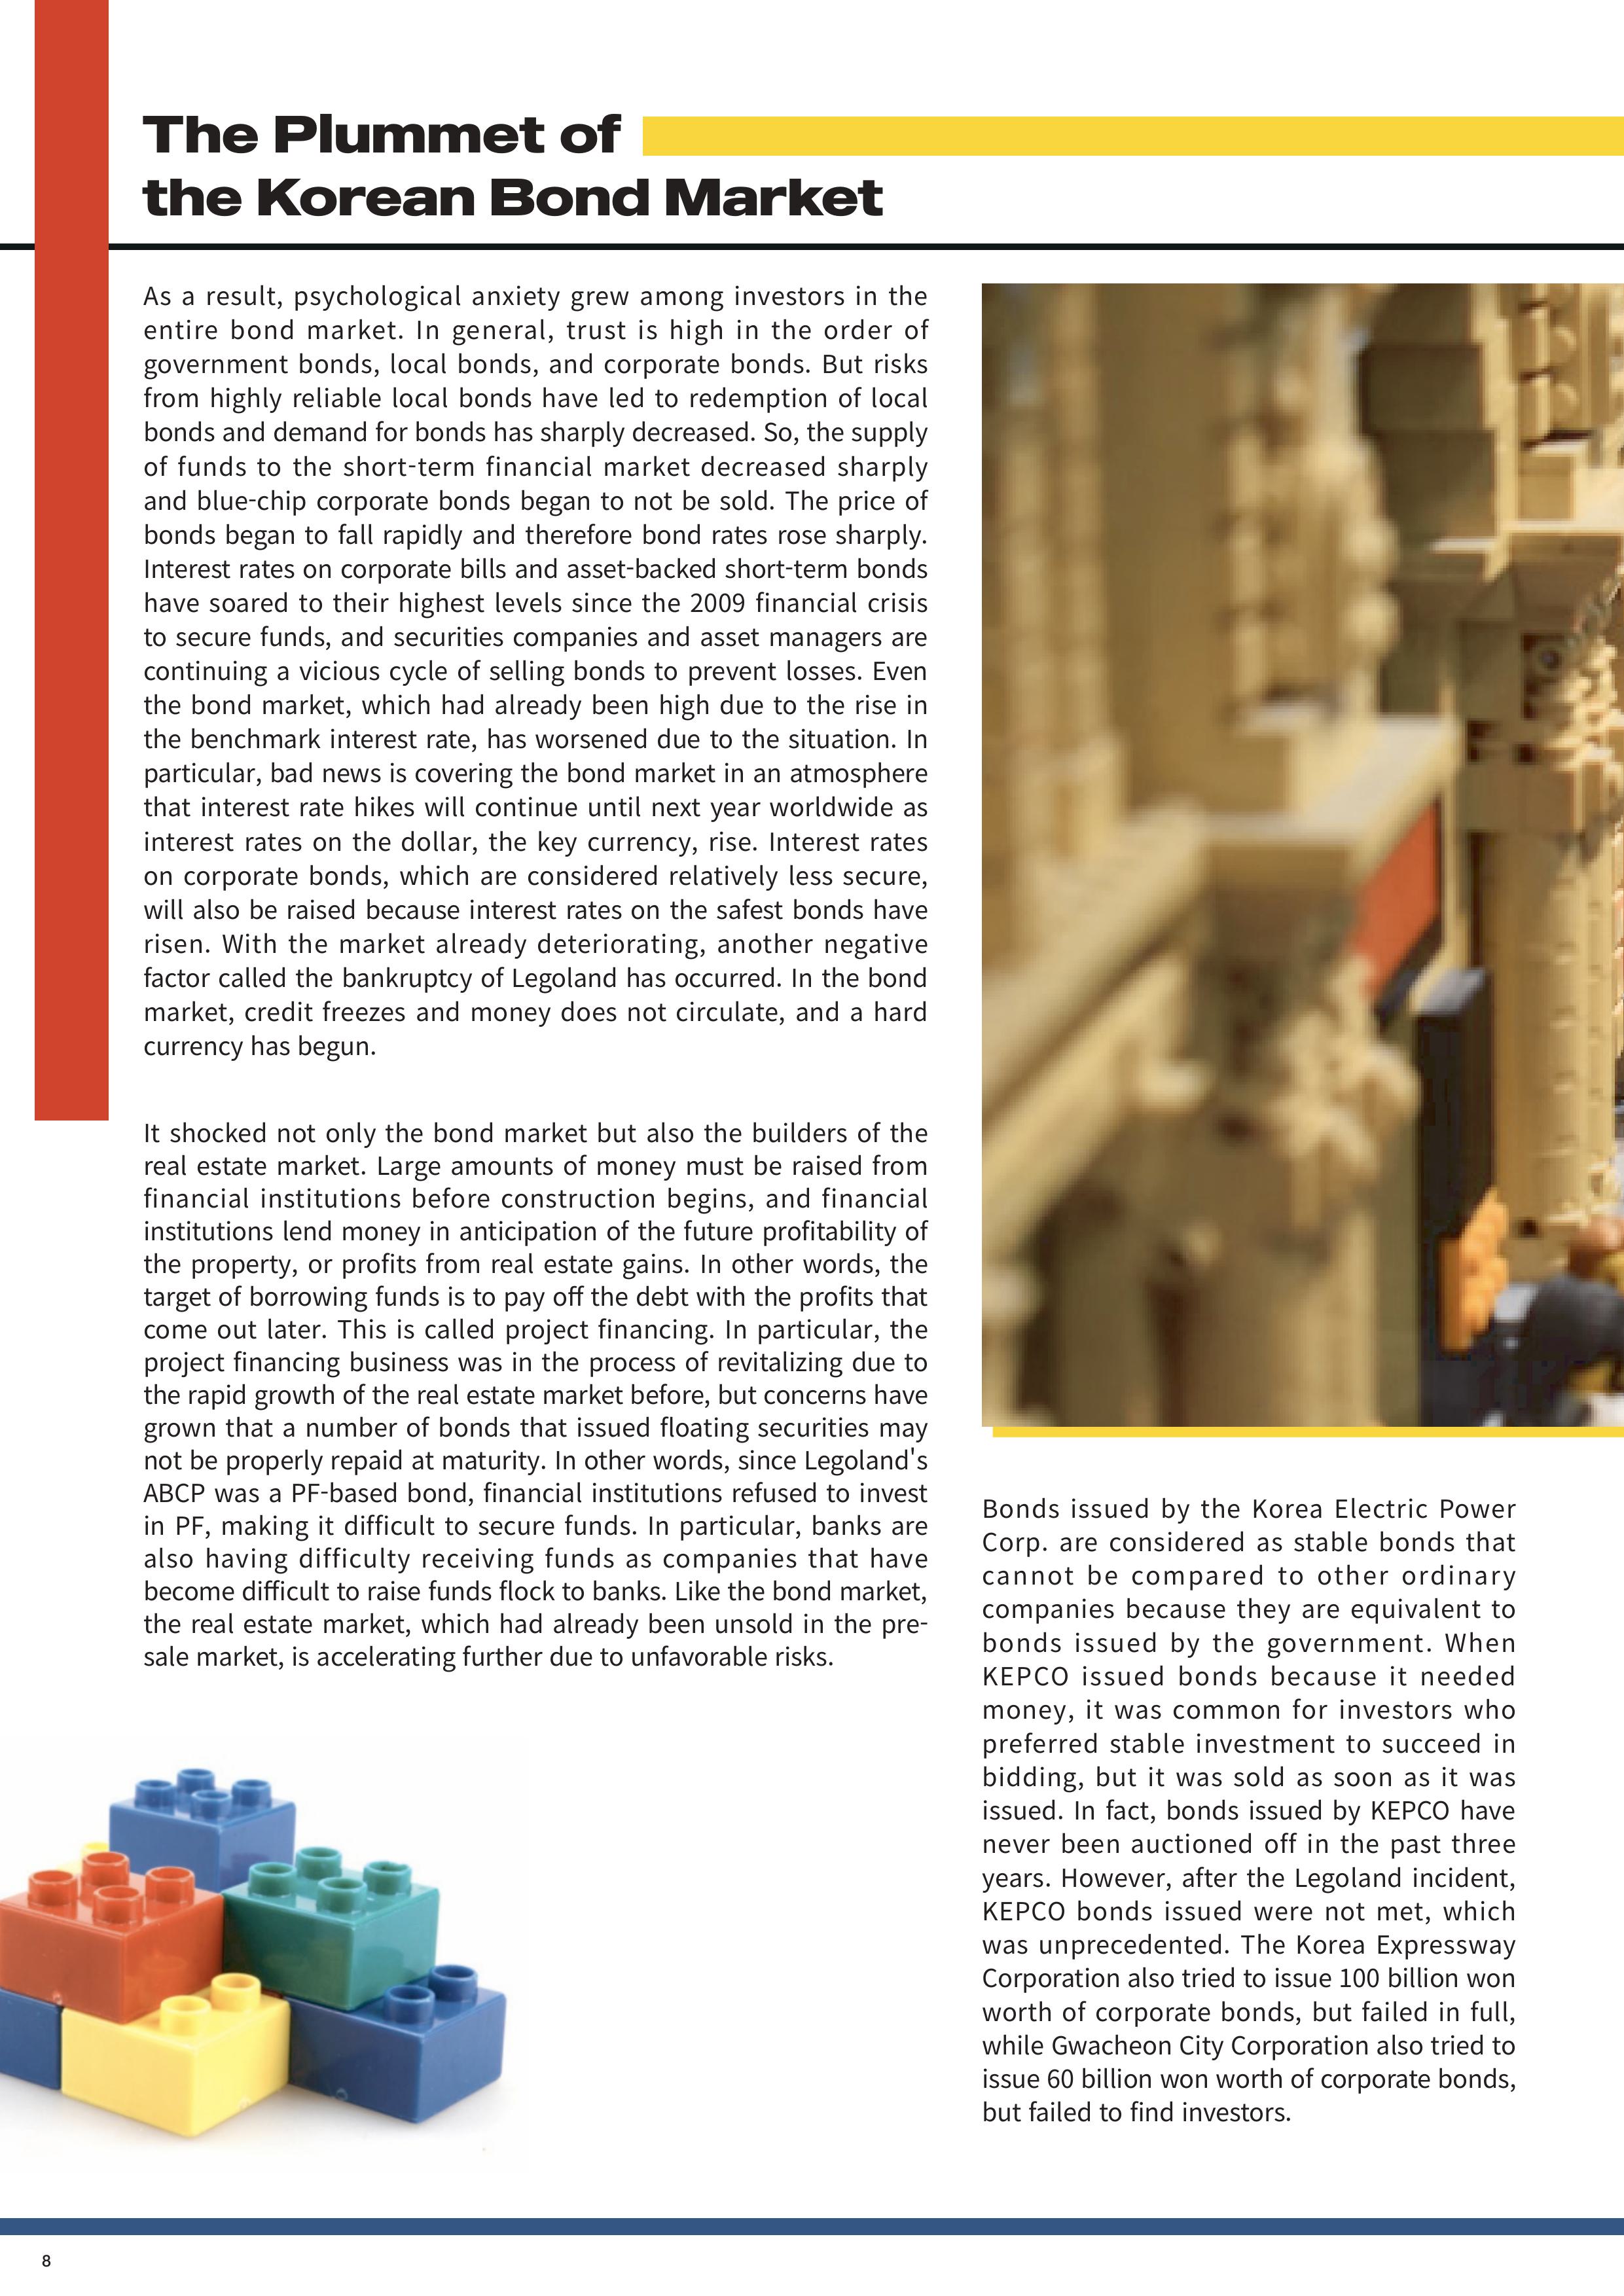 The Plummet of
the Korean Bond Market
As a result, psychological anxiety grew among investors in the
entire bond market. In general, trust is high in the order of
government bonds, local bonds, and corporate bonds. But risks
from highly reliable local bonds have led to redemption of local
bonds and demand for bonds has sharply decreased. So, the supply
of funds to the short-term financial market decreased sharply
and blue-chip corporate bonds began to not be sold. The price of
bonds began to fall rapidly and therefore bond rates rose sharply.
Interest rates on corporate bills and asset-backed short-term bonds
have soared to their highest levels since the 2009 financial crisis
to secure funds, and securities companies and asset managers are
continuing a vicious cycle of selling bonds to prevent losses. Even
the bond market, which had already been high due to the rise in
the benchmark interest rate, has worsened due to the situation. In
particular, bad news is covering the bond market in an atmosphere
that interest rate hikes will continue until next year worldwide as
interest rates on the dollar, the key currency, rise. Interest rates
on corporate bonds, which are considered relatively less secure,
will also be raised because interest rates on the safest bonds have
risen. With the market already deteriorating, another negative
factor called the bankruptcy of Legoland has occurred. In the bond
market, credit freezes and money does not circulate, and a hard
currency has begun.
It shocked not only the bond market but also the builders of the
real estate market. Large amounts of money must be raised from
financial institutions before construction begins, and financial
institutions lend money in anticipation of the future profitability of
the property, or profits from real estate gains. In other words, the
target of borrowing funds is to pay off the debt with the profits that
come out later. This is called project financing. In particular, the
project financing business was in the process of revitalizing due to
the rapid growth of the real estate market before, but concerns have
grown that a number of bonds that issued floating securities may
not be properly repaid at maturity. In other words, since Legoland's
ABCP was a PF-based bond, financial institutions refused to invest
in PF, making it difficult to secure funds. In particular, banks are
also having difficulty receiving funds as companies that have
become difficult to raise funds flock to banks. Like the bond market,
the real estate market, which had already been unsold in the pre-
sale market, is accelerating further due to unfavorable risks.
Bonds issued by the Korea Electric Power
Corp. are considered as stable bonds that
cannot be compared to other ordinary
companies because they are equivalent to
bonds issued by the government. When
KEPCO issued bonds because it needed
money, it was common for investors who
preferred stable investment to succeed in
bidding, but it was sold as soon as it was
issued. In fact, bonds issued by KEPCO have
never been auctioned off in the past three
years. However, after the Legoland incident,
KEPCO bonds issued were not met, which
was unprecedented. The Korea Expressway
Corporation also tried to issue 100 billion won
worth of corporate bonds, but failed in full,
while Gwacheon City Corporation also tried to
issue 60 billion won worth of corporate bonds,
but failed to find investors.
8